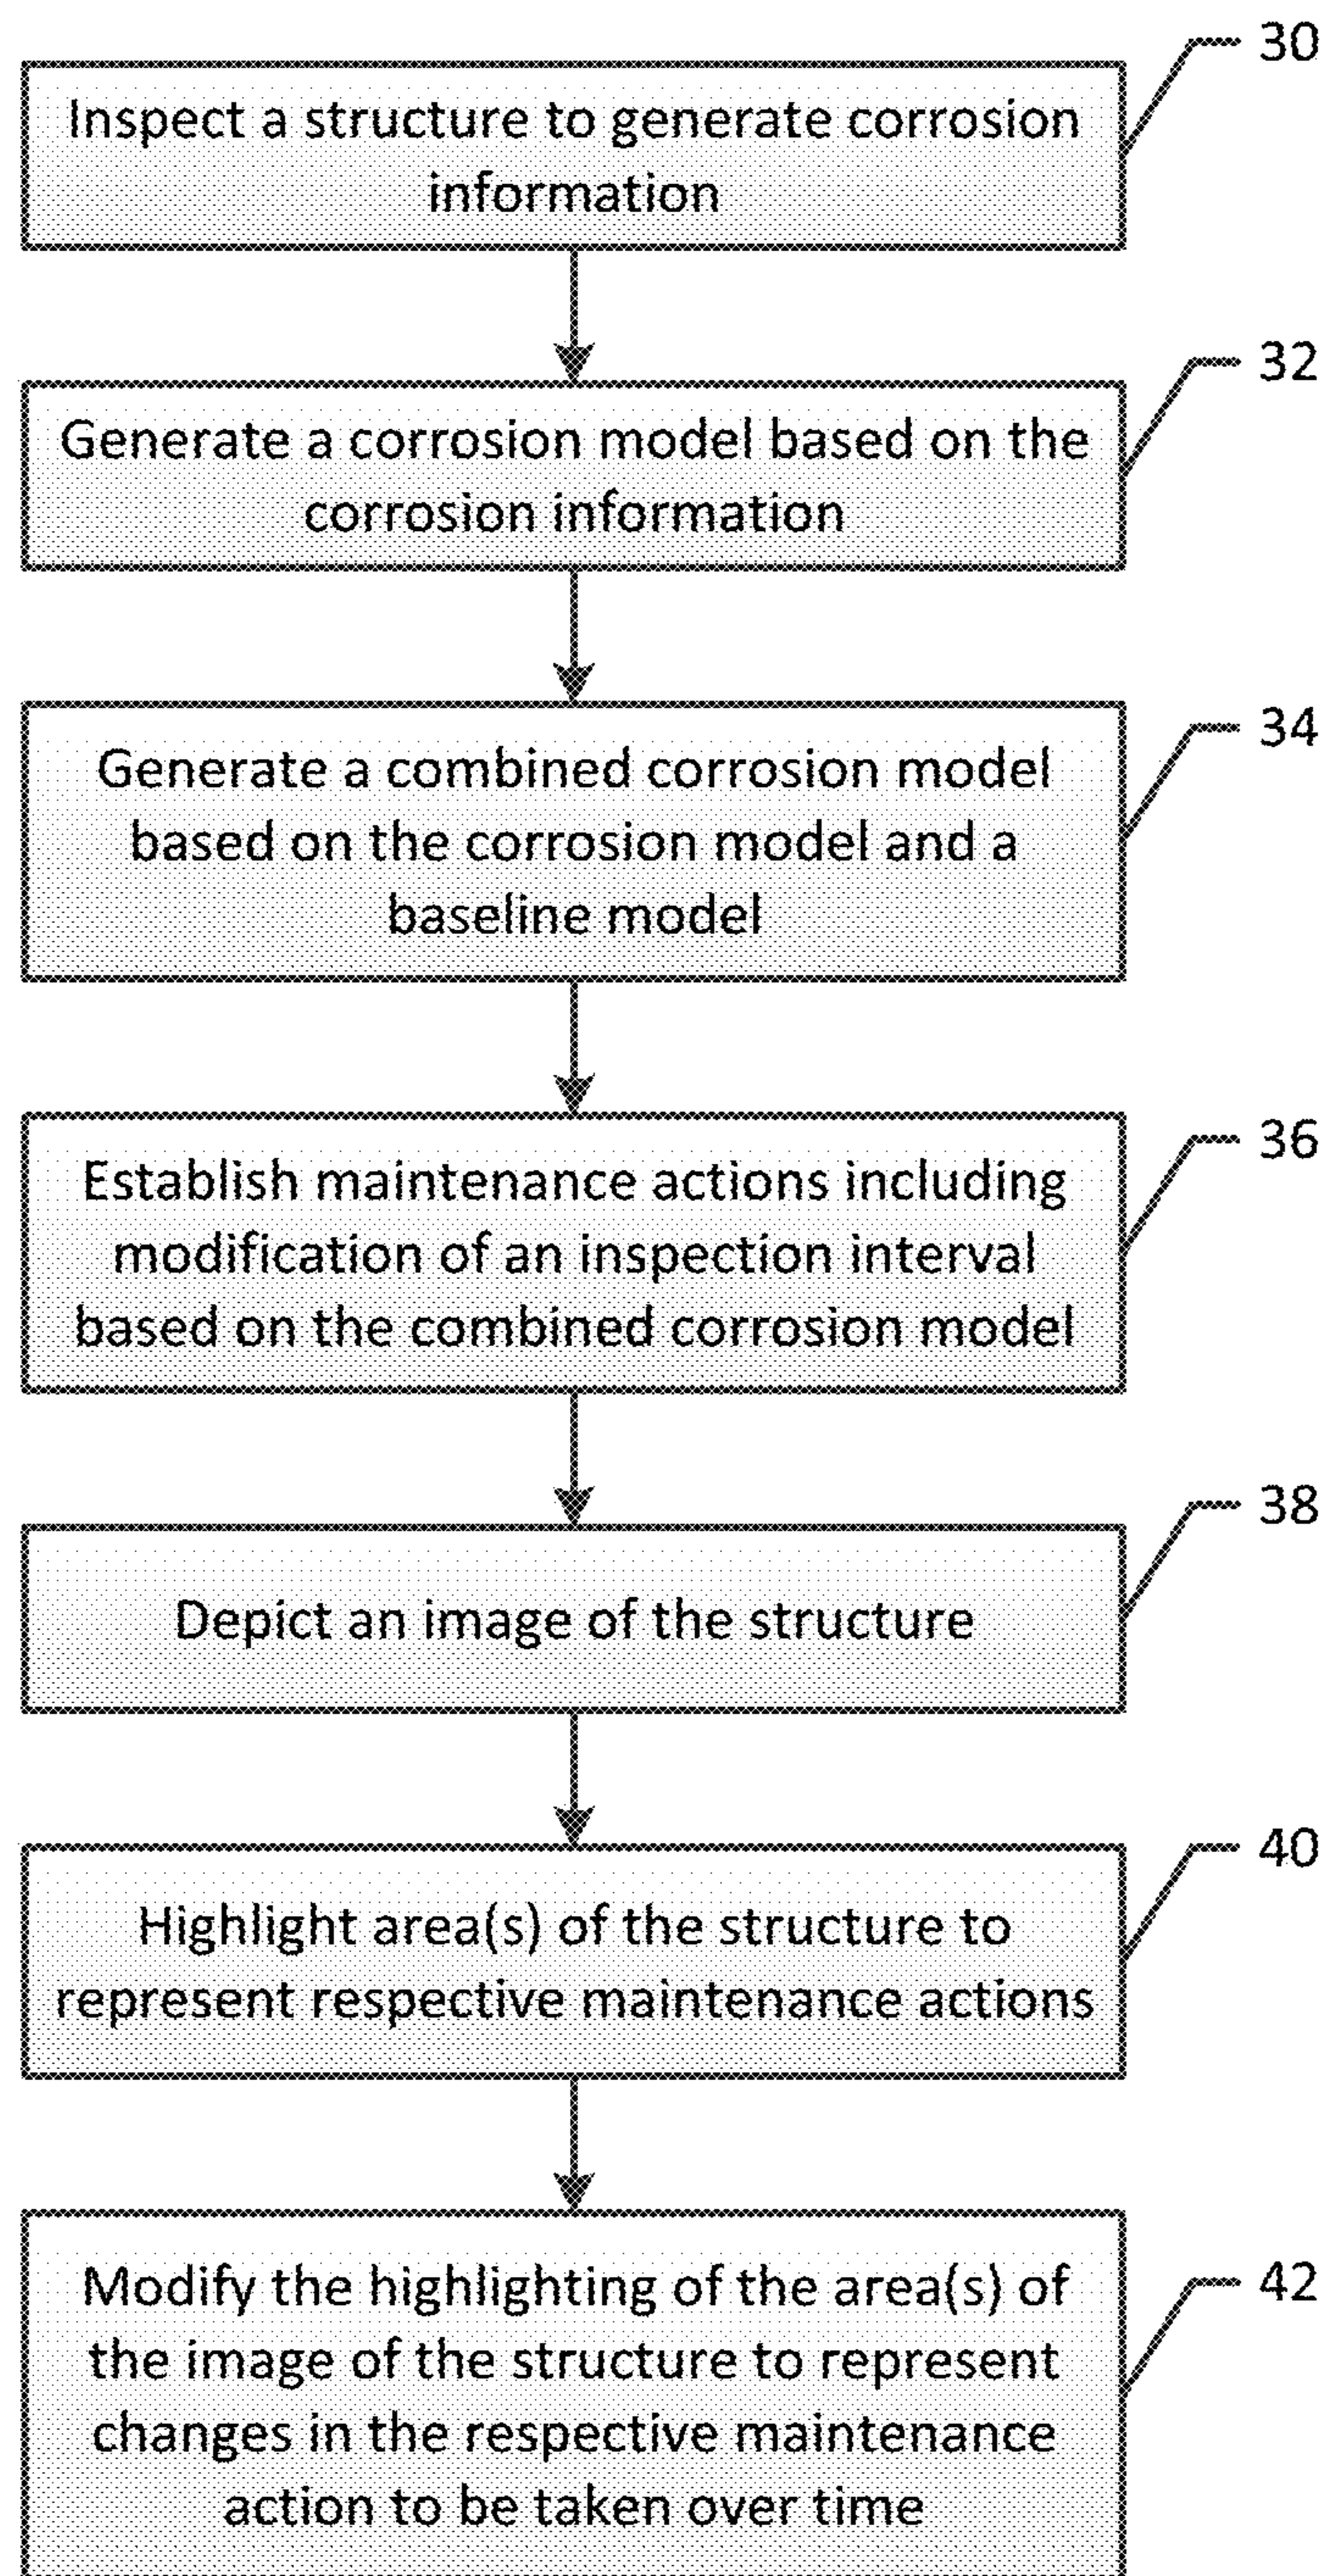 30
Inspect a structure to generate corrosion
information
32
Generate a corrosion model based on the
corrosion information
34
Generate a combined corrosion model
based on the corrosion model and a
baseline model
36
Establish maintenance actions including
modification of an inspection interval
based on the combined corrosion model
38
Depict an image of the structure
40
Highlight area(s) of the structure to
represent respective maintenance actions
42
Modify the highlighting of the area(s) of
the image of the structure to represent
changes in the respective maintenance
action to be taken over time